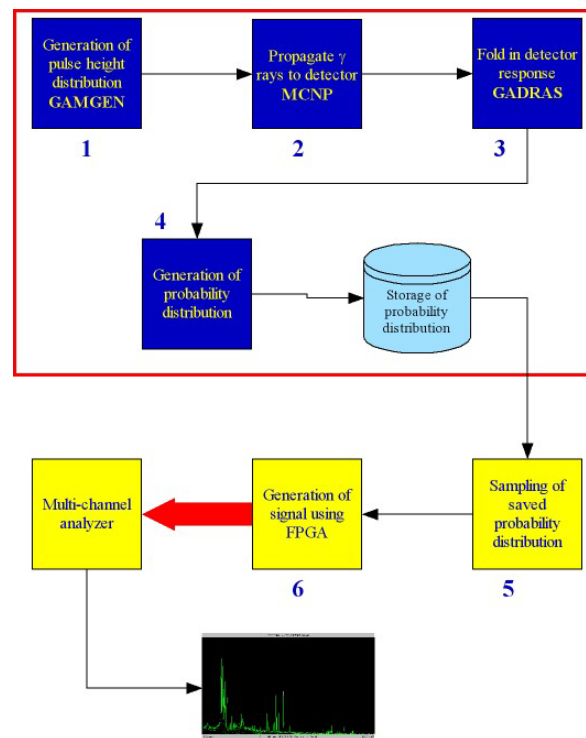 Generation of
pulse height
distribution
GAMGEN
1
Propagate γ
rays to detector
MCNP
2
Fold in detector
response
GADRAS
3
4
Generation of
probability
distribution
Storage of
probability
distribution
Multi-channel
analyzer
Generation of
signal using
FPGA
6
Sampling of
saved
probability
distribution
5